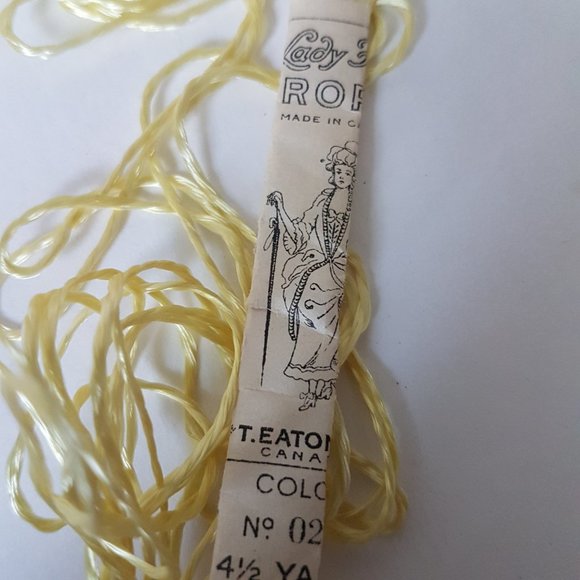 Lady
ROP
MADE IN C
T. EATON
CANA
COLO
Nº 02
4½ YA